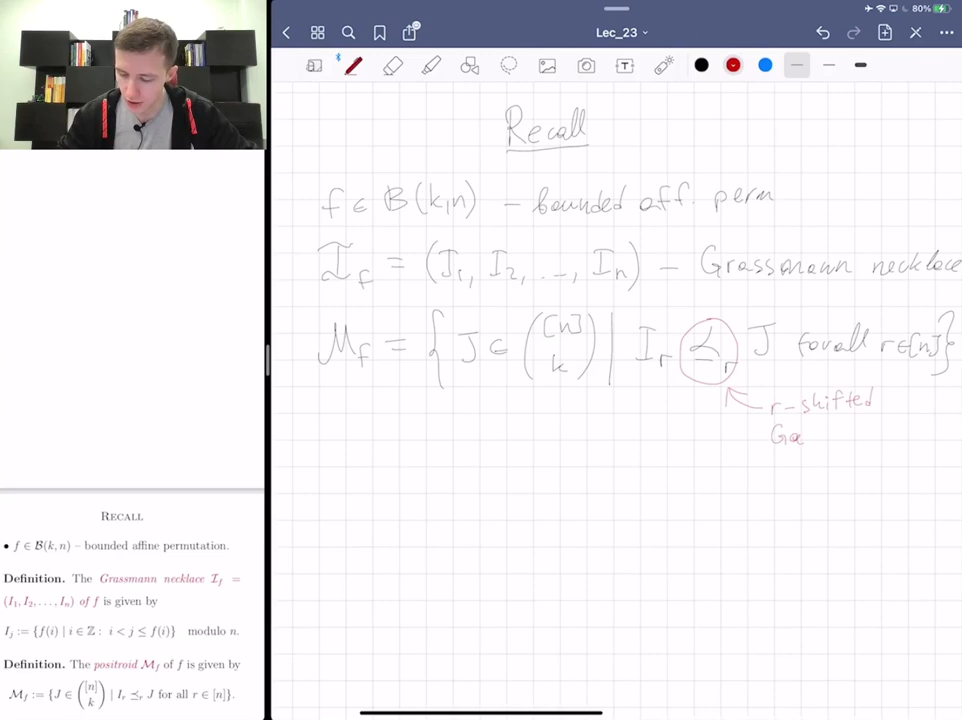 80%
Lec_23
Recall
f ∈ B(k,n) – bounded aff. perm
I_f = (I_1, I_2, ..., I_n) – Grassmann necklace
M_f = { J ∈ ([n] k) | I_r ⪯_r J for all r∈[n] }
r-shifted
Ga
RECALL
• f ∈ B(k, n) – bounded affine permutation.
Definition. The Grassmann necklace I_f =
(I_1, I_2, . . . , I_n) of f is given by
I_j := {f(i) | i ∈ ℤ : i < j ≤ f(i)} modulo n.
Definition. The positroid M_f of f is given by
M_f := {J ∈ ([n] k) | I_r ⪯_r J for all r ∈ [n]}.